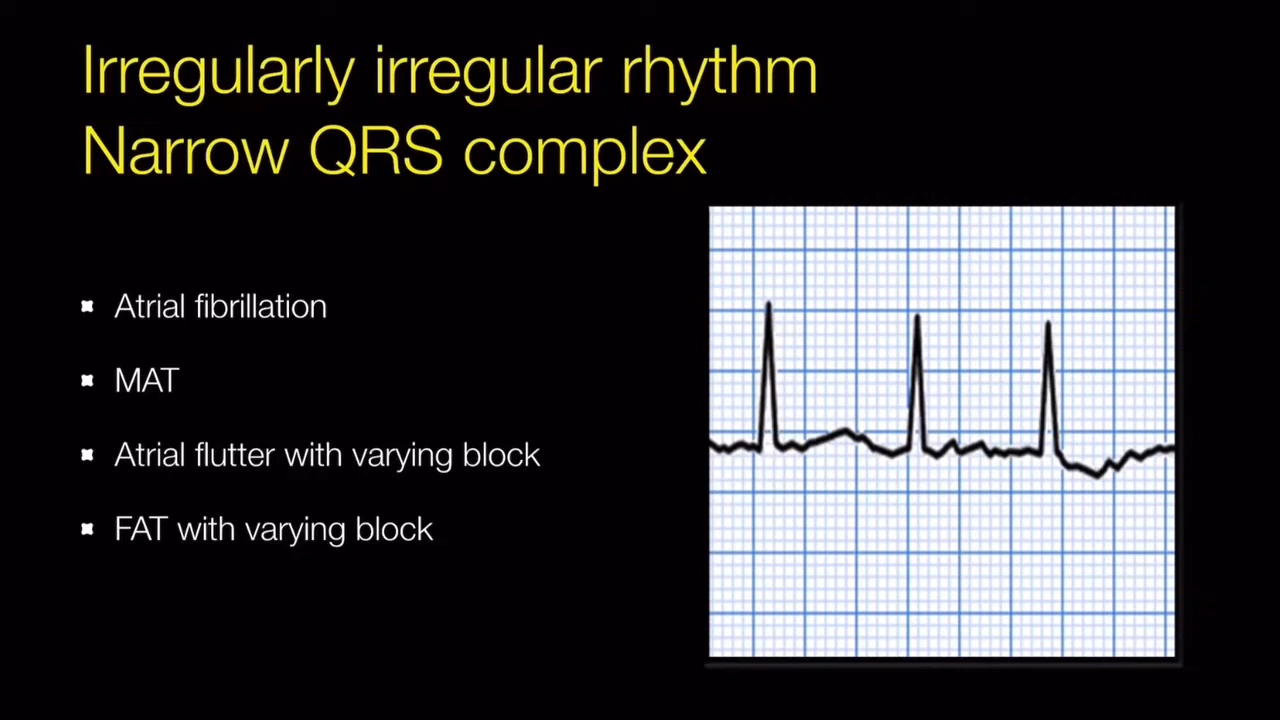 Irregularly irregular rhythm
Narrow QRS complex
Atrial fibrillation
MAT
Atrial flutter with varying block
FAT with varying block